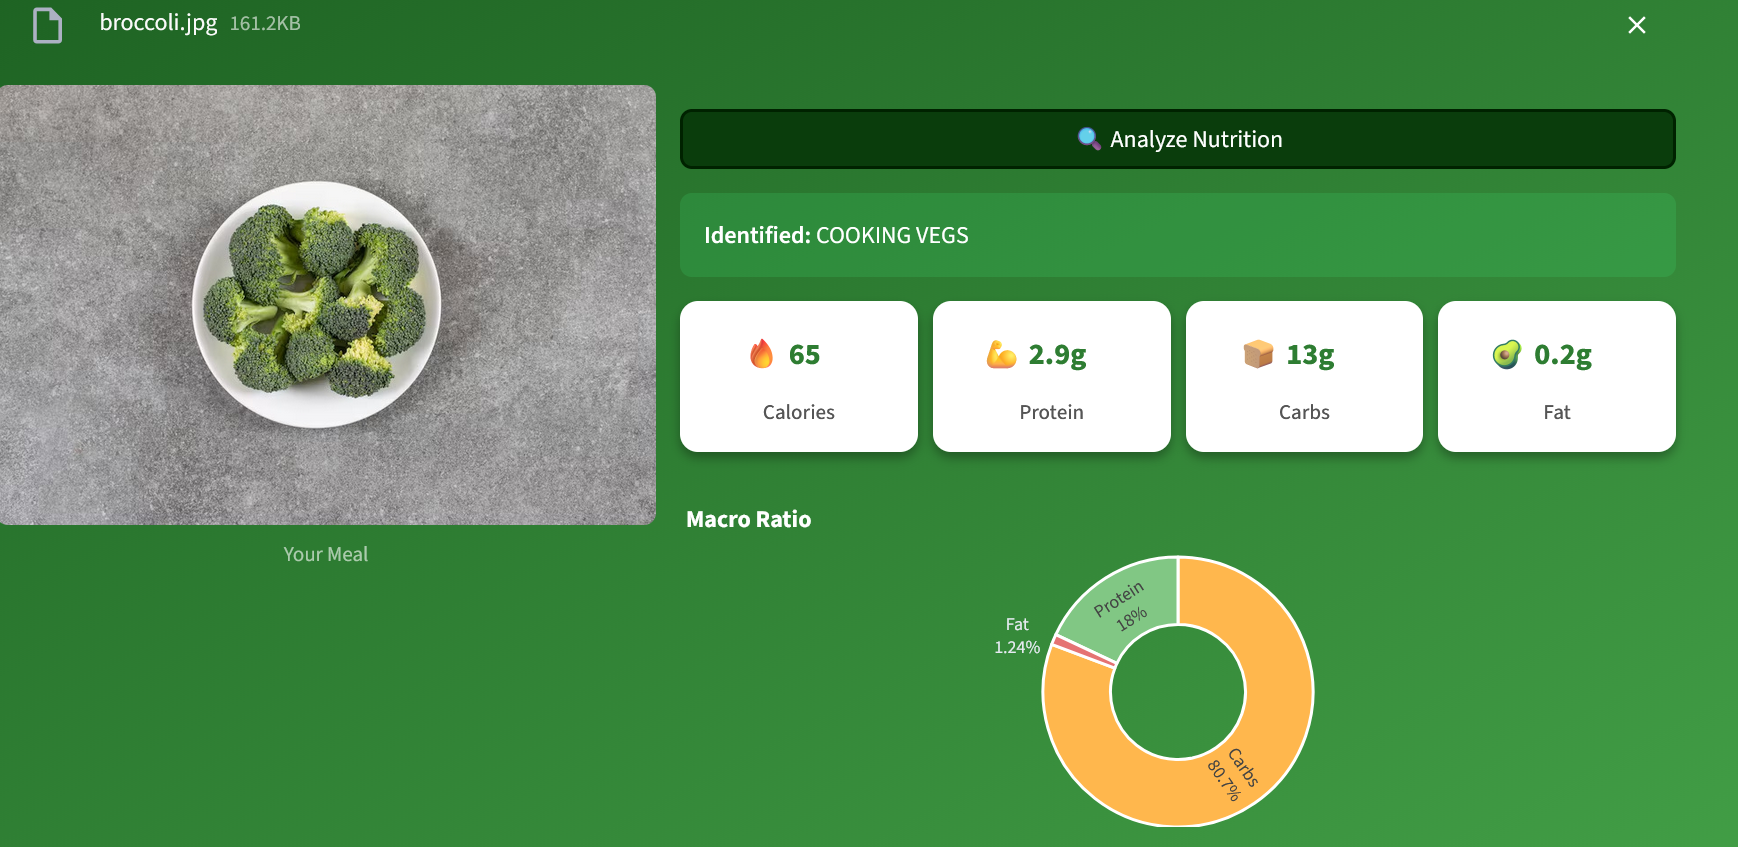 broccoli.jpg 161.2KB
Analyze Nutrition
Identified: COOKING VEGS
65
Calories
2.9g
Protein
13g
Carbs
0.2g
Fat
Your Meal
Macro Ratio
Protein
18%
Fat
1.24%
Carbs
80.7%